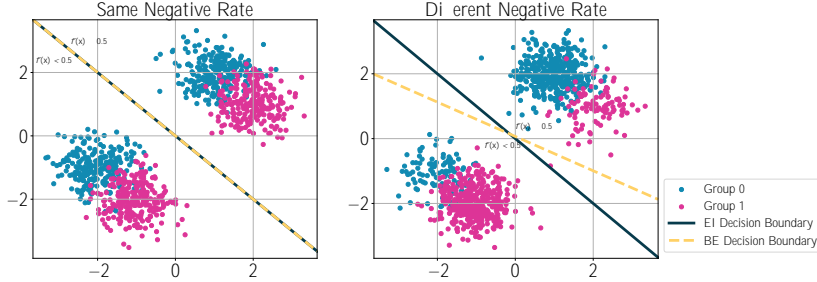 Same Negative Rate
Di erent Negative Rate
f(x) 0.5
f(x) < 0.5
2
0
−2
−2
0
2
f(x) 0.5
f(x) < 0.5
2
0
−2
−2
0
2
Group 0
Group 1
EI Decision Boundary
BE Decision Boundary